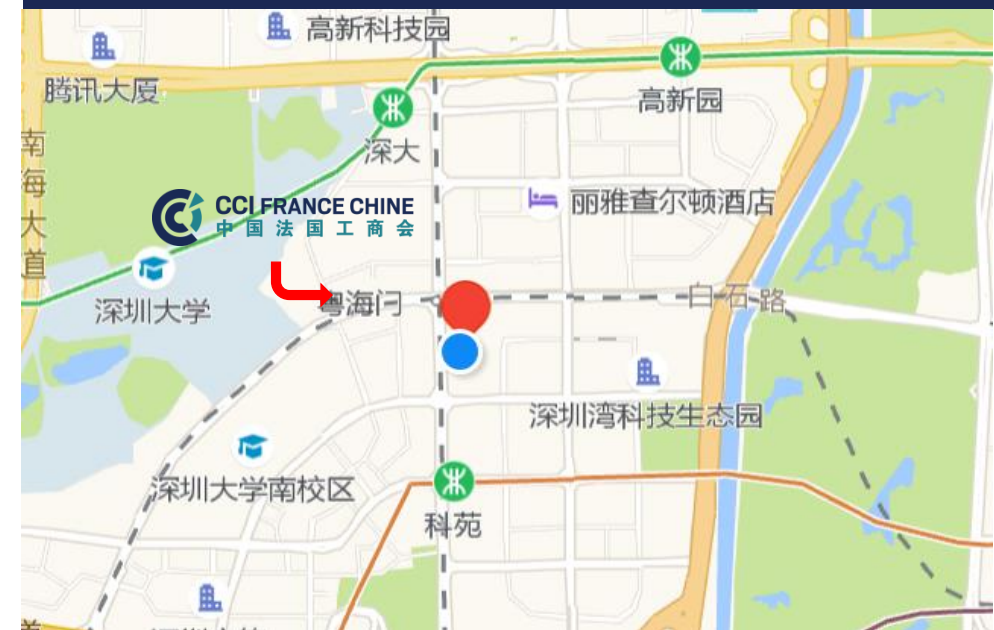 高新科技园
腾讯大厦
高新园
深大
南海大道
丽雅查尔顿酒店
CCI FRANCE CHINE
中国法国工商会
深圳大学
粤海门
白石路
深圳湾科技生态园
深圳大学南校区
科苑